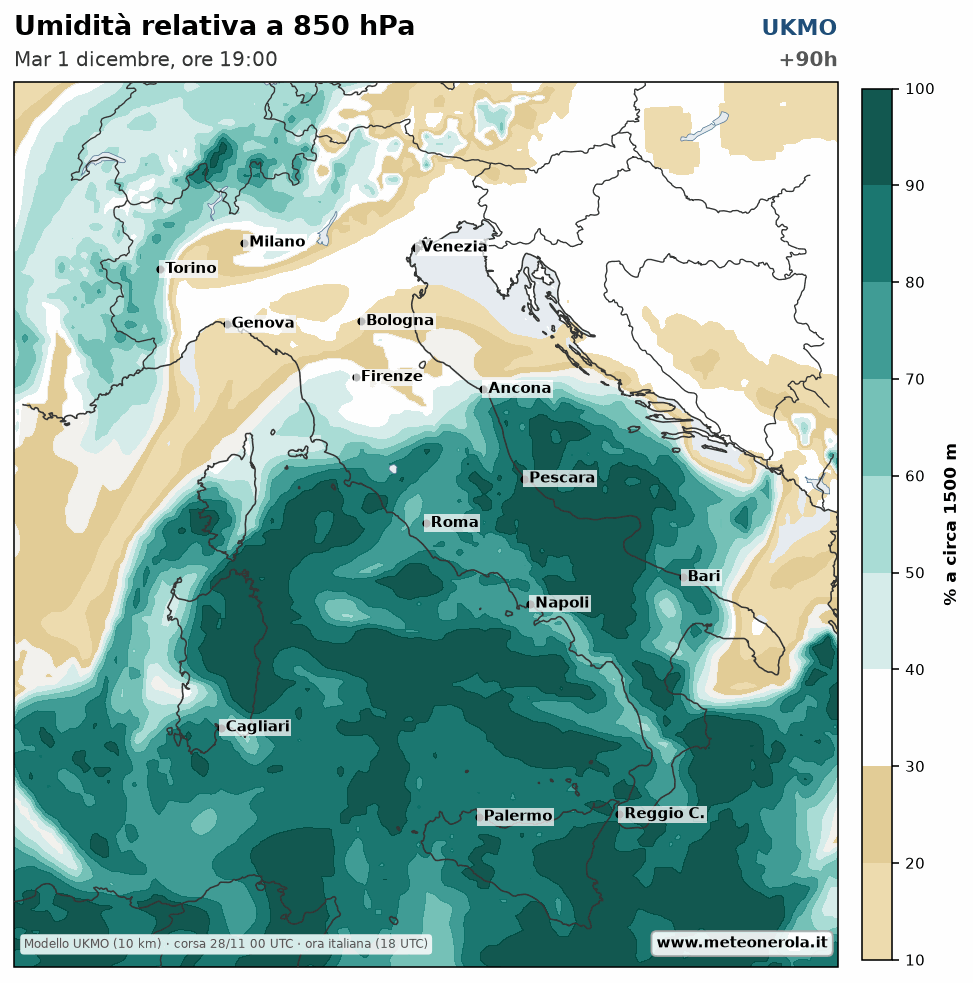 Umidità relativa a 850 hPa
UKMO
Mar 1 dicembre, ore 19:00
+90h
Milano
Venezia
Torino
Genova
Bologna
Firenze
Ancona
Pescara
Roma
Bari
Napoli
Cagliari
Palermo
Reggio C.
100
90
80
70
60
50
40
30
20
10
% a circa 1500 m
Modello UKMO (10 km) · corsa 28/11 00 UTC · ora italiana (18 UTC)
www.meteonerola.it